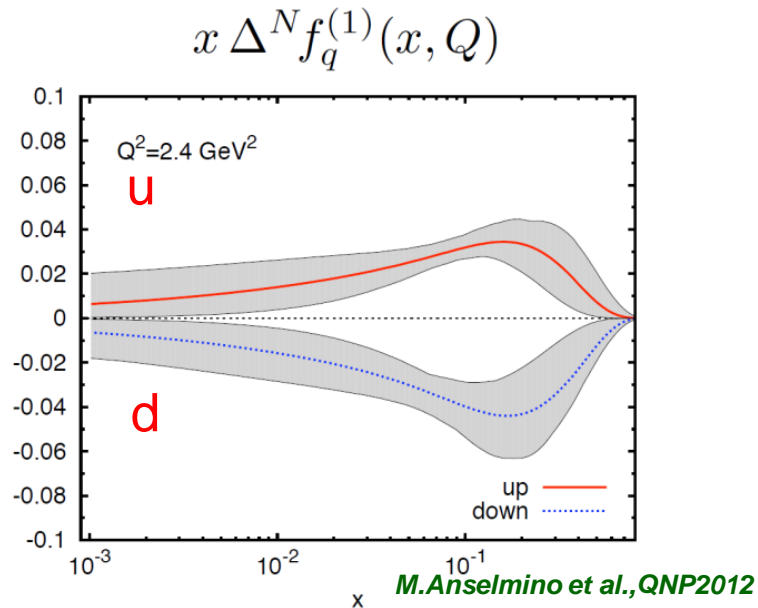 x Δ^N f_q^(1)(x, Q)
0.1
Q²=2.4 GeV²
0.08
0.06
u
0.04
0.02
0
-0.02
-0.04
d
-0.06
-0.08
up
down
-0.1
10⁻³ 10⁻² 10⁻¹
x
M.Anselmino et al.,QNP2012